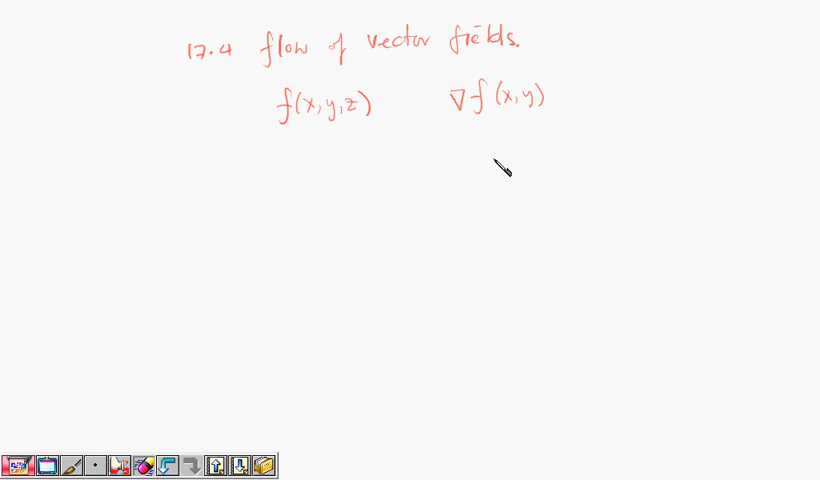 17.4 flow of vector fields.
f(x,y,z) ∇f(x,y)